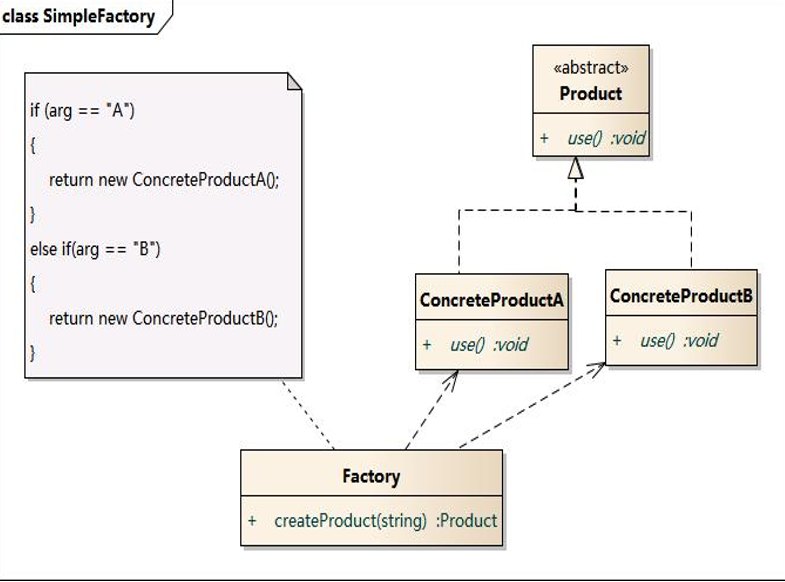 class SimpleFactory
if (arg == "A")
{
return new ConcreteProductA();
}
else if(arg == "B")
{
return new ConcreteProductB();
}
«abstract»
Product
+ use() :void
ConcreteProductA
+ use() :void
ConcreteProductB
+ use() :void
Factory
+ createProduct(string) :Product